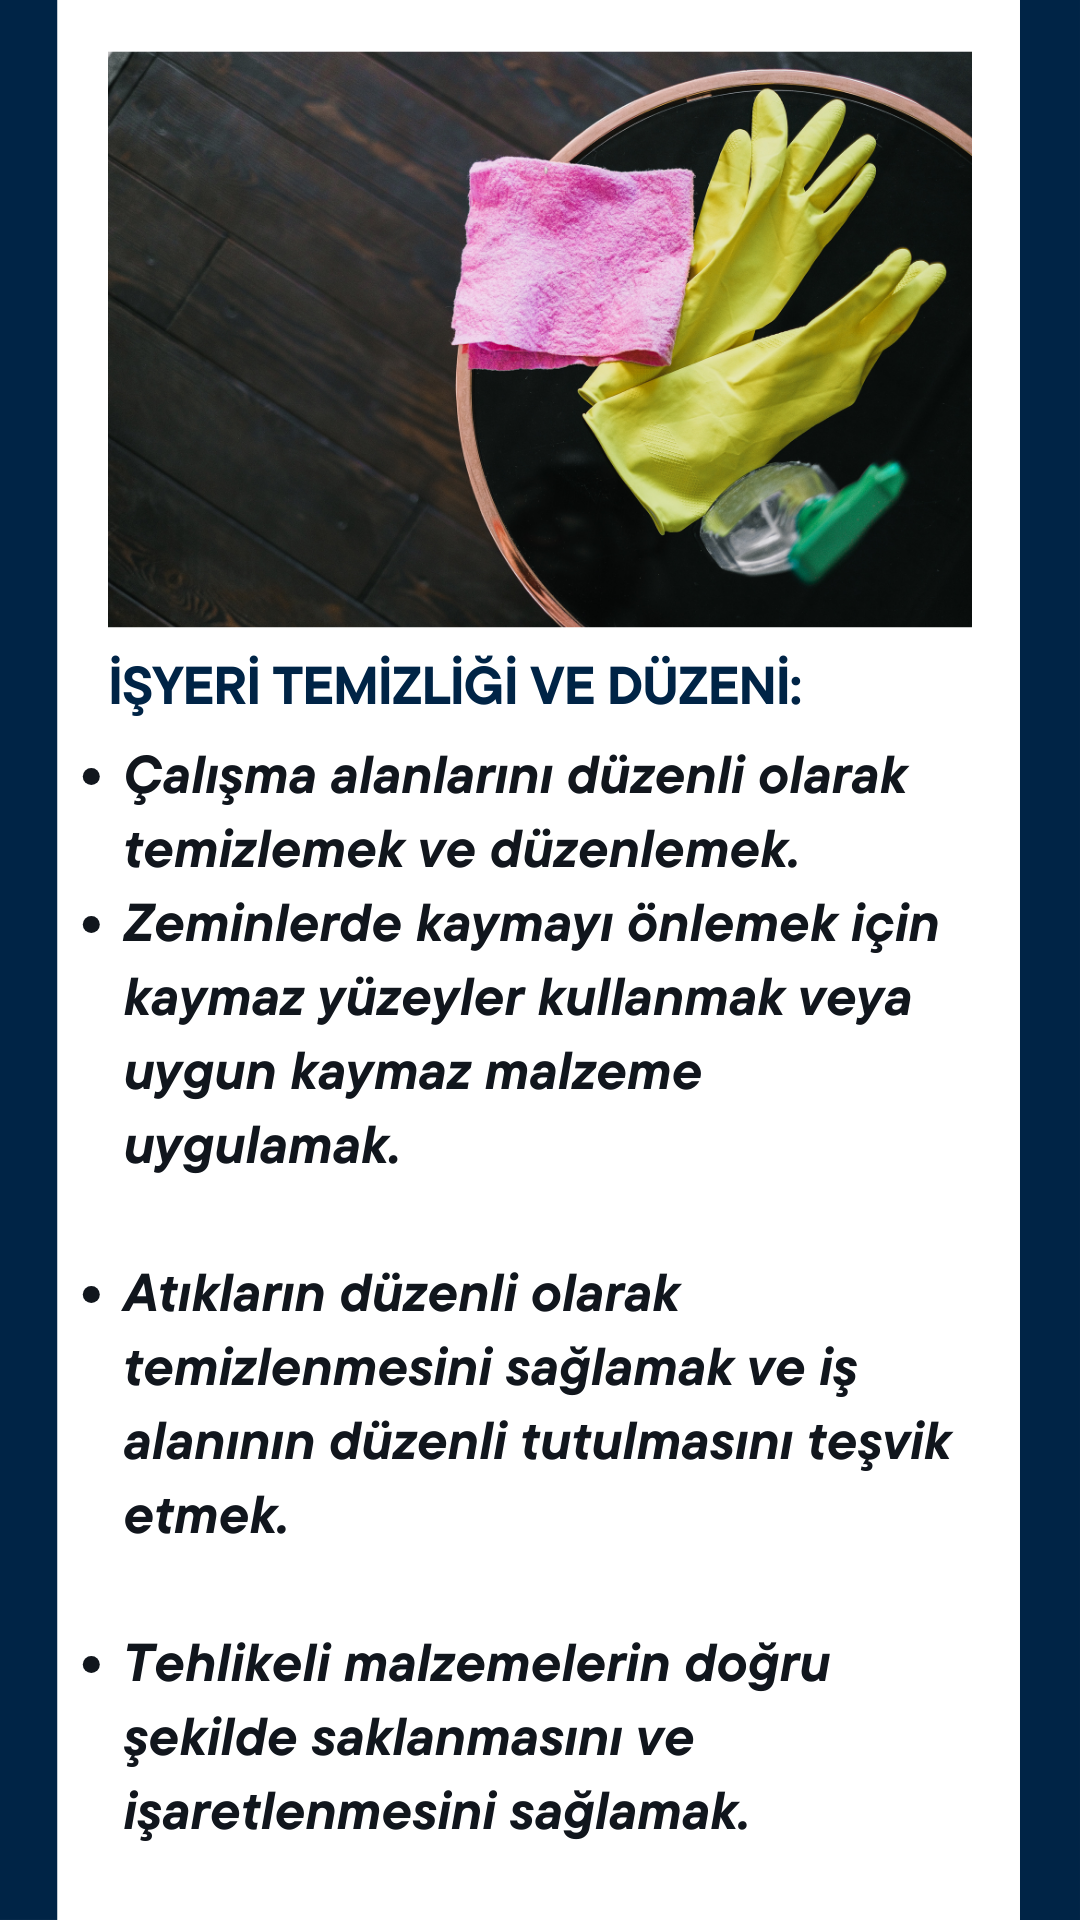 İŞYERİ TEMİZLİĞİ VE DÜZENİ:
• Çalışma alanlarını düzenli olarak
temizlemek ve düzenlemek.
• Zeminlerde kaymayı önlemek için
kaymaz yüzeyler kullanmak veya
uygun kaymaz malzeme
uygulamak.
• Atıkların düzenli olarak
temizlenmesini sağlamak ve iş
alanının düzenli tutulmasını teşvik
etmek.
• Tehlikeli malzemelerin doğru
şekilde saklanmasını ve
işaretlenmesini sağlamak.